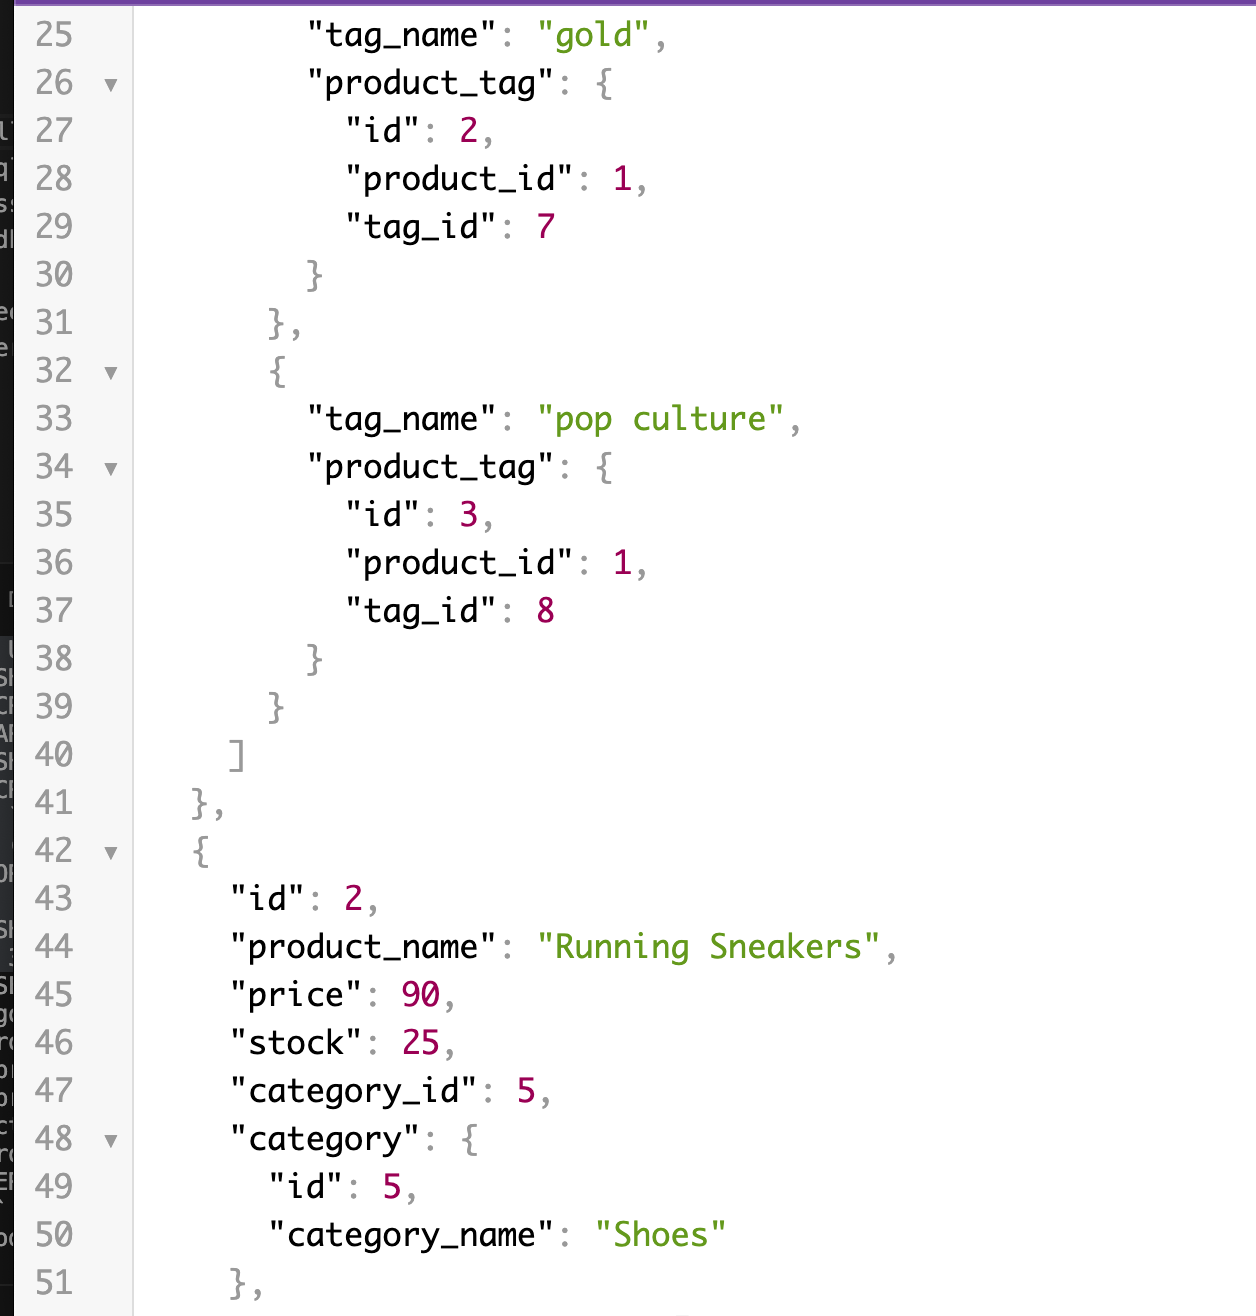 25 "tag_name": "gold",
26 ▼ "product_tag": {
27 "id": 2,
28 "product_id": 1,
29 "tag_id": 7
30 }
31 },
32 ▼ {
33 "tag_name": "pop culture",
34 ▼ "product_tag": {
35 "id": 3,
36 "product_id": 1,
37 "tag_id": 8
38 }
39 }
40 ]
41 },
42 ▼ {
43 "id": 2,
44 "product_name": "Running Sneakers",
45 "price": 90,
46 "stock": 25,
47 "category_id": 5,
48 ▼ "category": {
49 "id": 5,
50 "category_name": "Shoes"
51 },